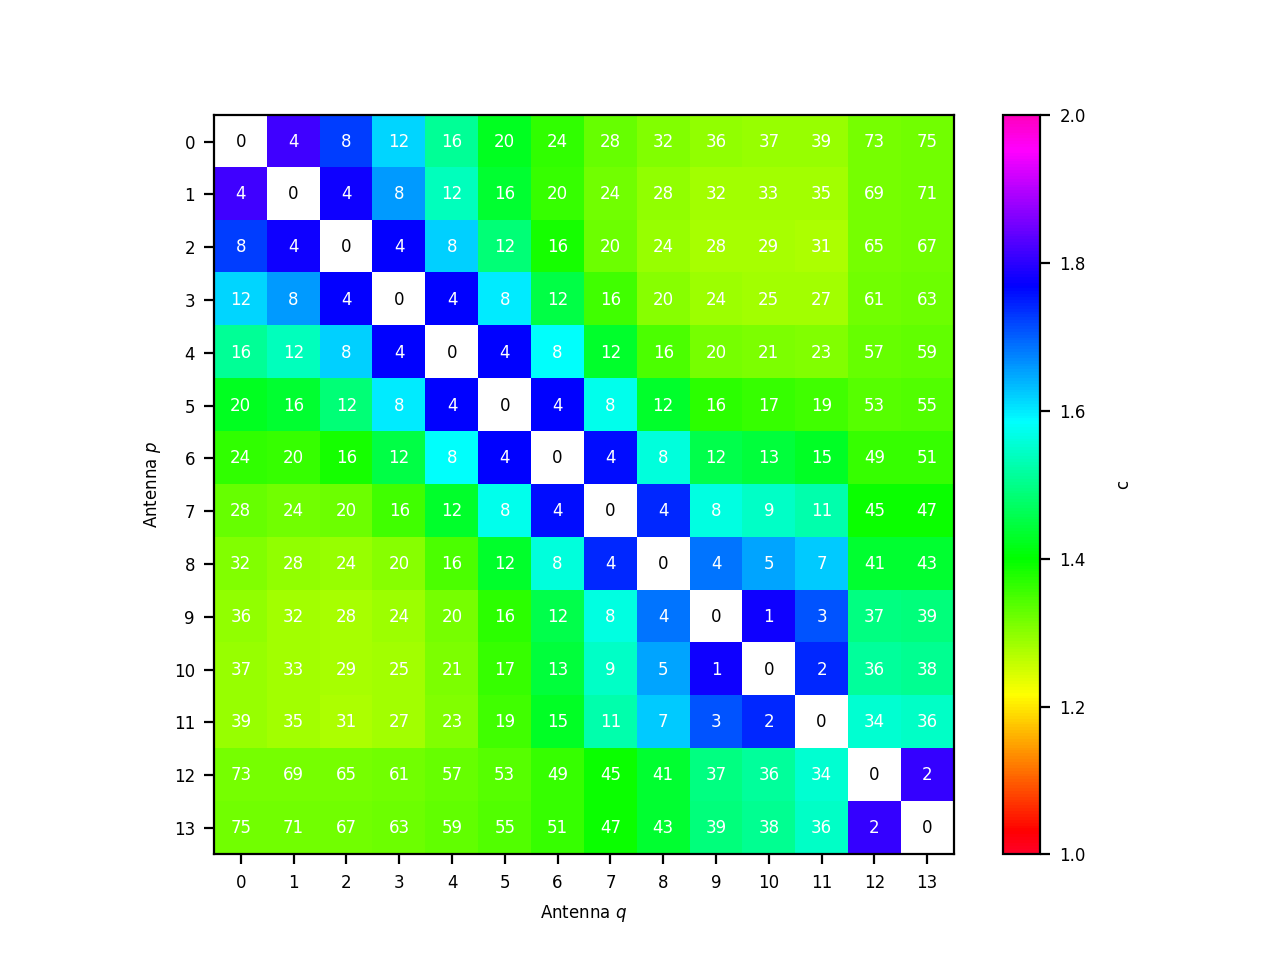 0 0 4 8 12 16 20 24 28 32 36 37 39 73 75
1 4 0 4 8 12 16 20 24 28 32 33 35 69 71
2 8 4 0 4 8 12 16 20 24 28 29 31 65 67
3 12 8 4 0 4 8 12 16 20 24 25 27 61 63
4 16 12 8 4 0 4 8 12 16 20 21 23 57 59
5 20 16 12 8 4 0 4 8 12 16 17 19 53 55
6 24 20 16 12 8 4 0 4 8 12 13 15 49 51
7 28 24 20 16 12 8 4 0 4 8 9 11 45 47
8 32 28 24 20 16 12 8 4 0 4 5 7 41 43
9 36 32 28 24 20 16 12 8 4 0 1 3 37 39
10 37 33 29 25 21 17 13 9 5 1 0 2 36 38
11 39 35 31 27 23 19 15 11 7 3 2 0 34 36
12 73 69 65 61 57 53 49 45 41 37 36 34 0 2
13 75 71 67 63 59 55 51 47 43 39 38 36 2 0
0 1 2 3 4 5 6 7 8 9 10 11 12 13
Antenna q
Antenna p
2.0
1.8
1.6
1.4
1.2
1.0
c